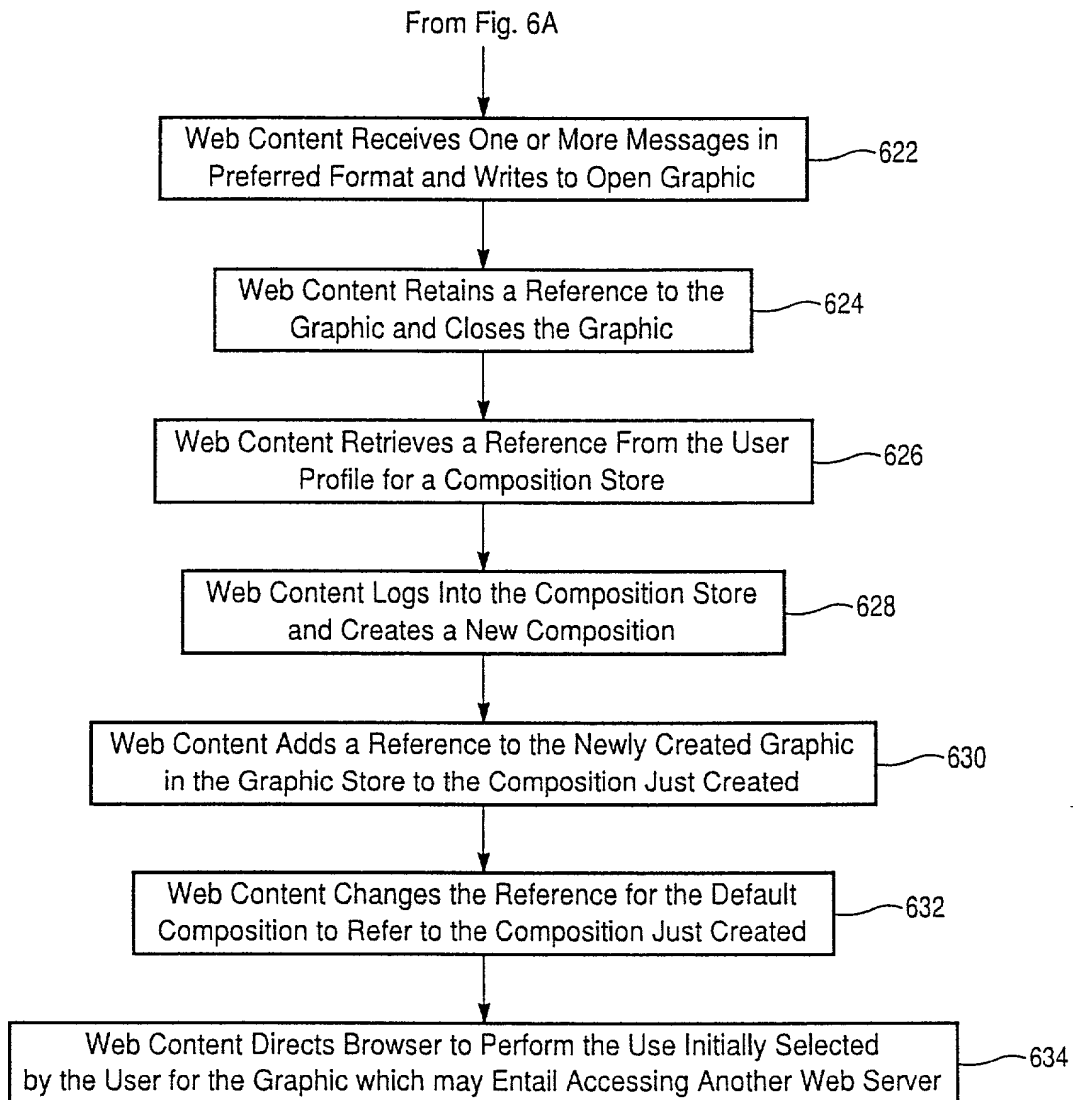 From Fig. 6A
Web Content Receives One or More Messages in
Preferred Format and Writes to Open Graphic
622
Web Content Retains a Reference to the
Graphic and Closes the Graphic
624
Web Content Retrieves a Reference From the User
Profile for a Composition Store
626
Web Content Logs Into the Composition Store
and Creates a New Composition
628
Web Content Adds a Reference to the Newly Created Graphic
in the Graphic Store to the Composition Just Created
630
Web Content Changes the Reference for the Default
Composition to Refer to the Composition Just Created
632
Web Content Directs Browser to Perform the Use Initially Selected
by the User for the Graphic which may Entail Accessing Another Web Server
634